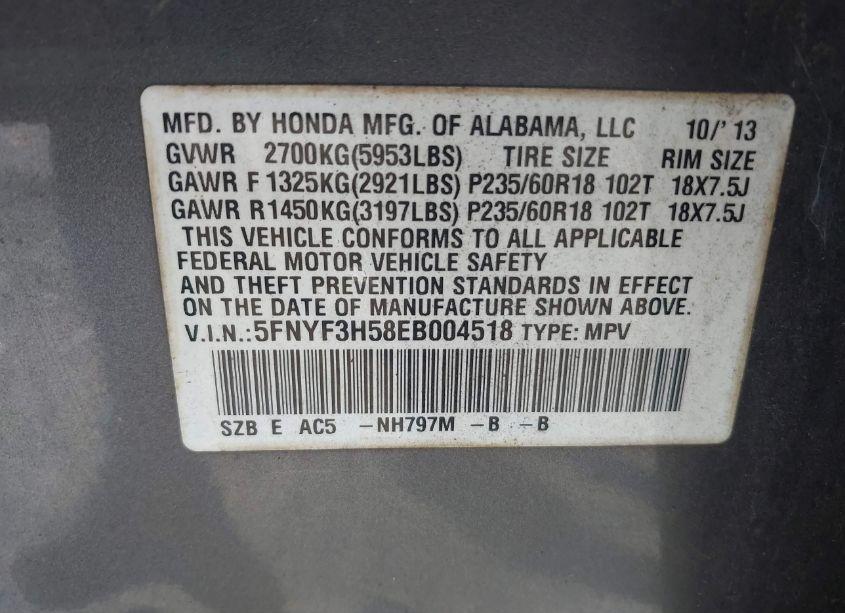 MFD. BY HONDA MFG. OF ALABAMA, LLC 10/' 13
GVWR 2700KG(5953LBS) TIRE SIZE RIM SIZE
GAWR F 1325KG(2921LBS) P235/60R18 102T 18X7.5J
GAWR R1450KG(3197LBS) P235/60R18 102T 18X7.5J
THIS VEHICLE CONFORMS TO ALL APPLICABLE
FEDERAL MOTOR VEHICLE SAFETY
AND THEFT PREVENTION STANDARDS IN EFFECT
ON THE DATE OF MANUFACTURE SHOWN ABOVE.
V.I.N.:5FNYF3H58EB004518 TYPE: MPV
SZB E AC5 -NH797M -B -B